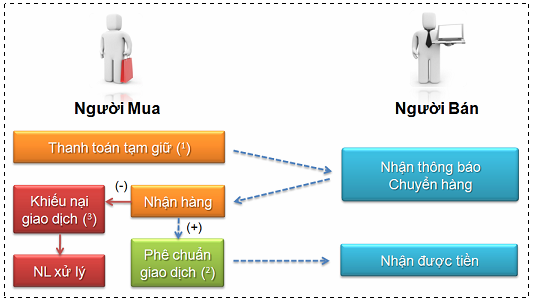 Người Mua
Người Bán
Thanh toán tạm giữ (1)
Nhận thông báo
Chuyển hàng
Khiếu nại
giao dịch (3)
(-)
Nhận hàng
(+)
NL xử lý
Phê chuẩn
giao dịch (2)
Nhận được tiền